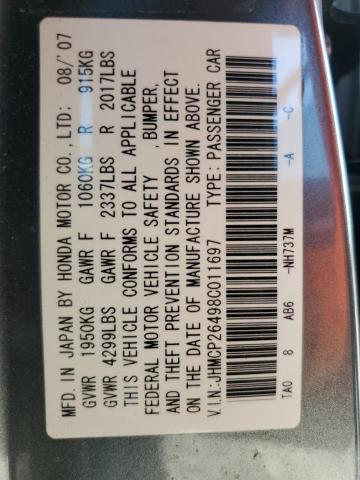 MFD. IN JAPAN BY HONDA MOTOR CO., LTD: 08/'07
GVWR 1950KG GAWR F 1060KG R 915KG
GVWR 4299LBS GAWR F 2337LBS R 2017LBS
THIS VEHICLE CONFORMS TO ALL APPLICABLE
FEDERAL MOTOR VEHICLE SAFETY , BUMPER,
AND THEFT PREVENTION STANDARDS IN EFFECT
ON THE DATE OF MANUFACTURE SHOWN ABOVE.
V.I.N.:JHMCP26498C011697 TYPE: PASSENGER CAR
TA0 8 AB6 -NH737M -A -C